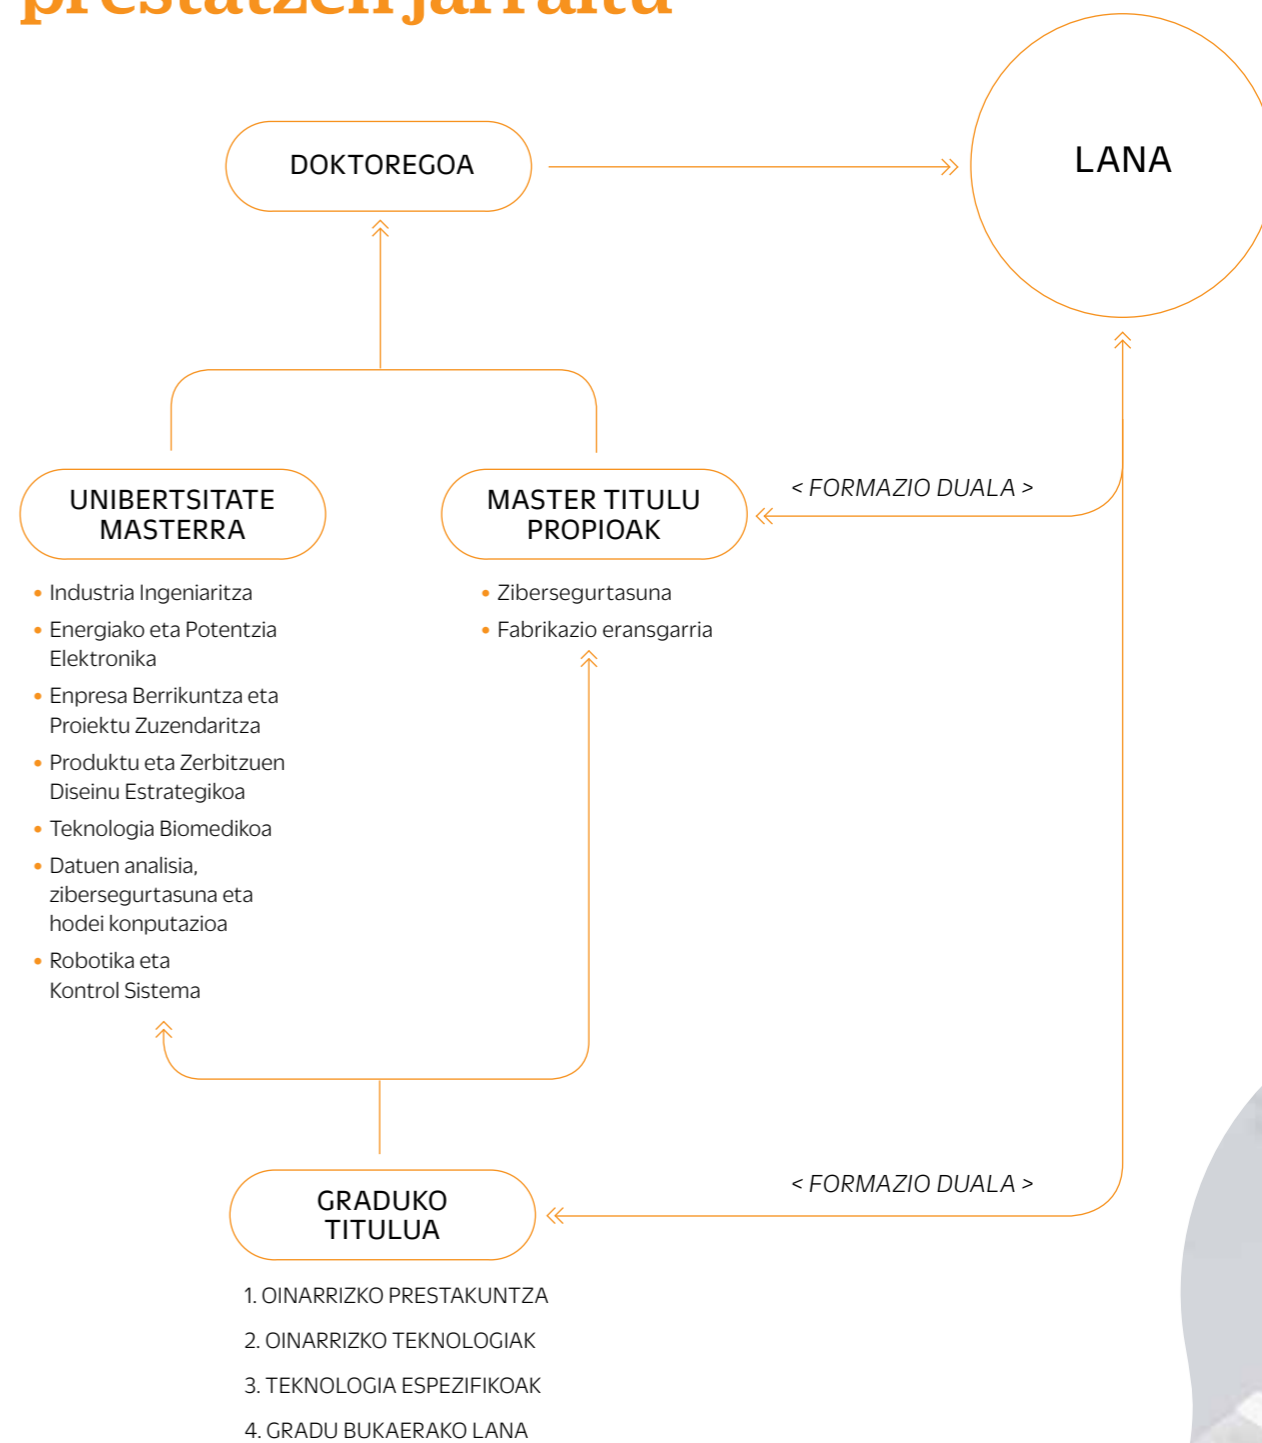 prestatzen jarraitu
DOKTOREGOA
LANA
UNIBERTSITATE
MASTERRA
• Industria Ingeniaritza
• Energiako eta Potentzia
Elektronika
• Enpresa Berrikuntza eta
Proiektu Zuzendaritza
• Produktu eta Zerbitzuen
Diseinu Estrategikoa
• Teknologia Biomedikoa
• Datuen analisia,
zibersegurtasuna eta
hodei konputazioa
• Robotika eta
Kontrol Sistema
MASTER TITULU
PROPIOAK
• Zibersegurtasuna
• Fabrikazio eransgarria
< FORMAZIO DUALA >
GRADUKO
TITULUA
< FORMAZIO DUALA >
1. OINARRIZKO PRESTAKUNTZA
2. OINARRIZKO TEKNOLOGIAK
3. TEKNOLOGIA ESPEZIFIKOAK
4. GRADU BUKAERAKO LANA